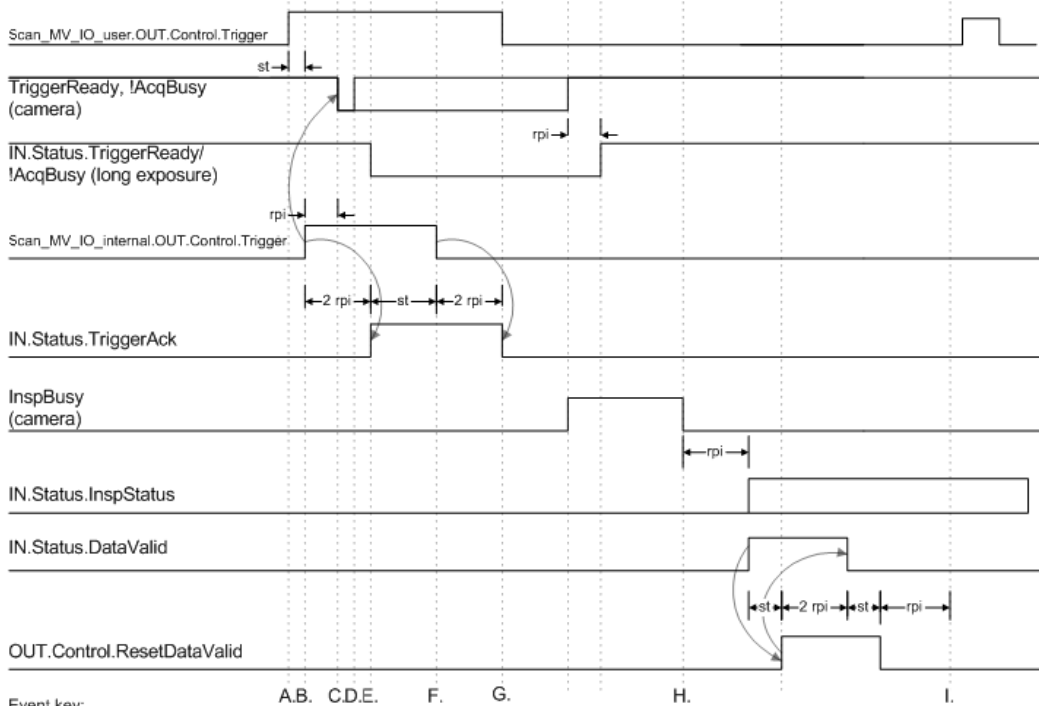 Scan_MV_IO_user.OUT.Control.Trigger
st
TriggerReady, !AcqBusy
(camera)
rpi
IN.Status.TriggerReady/
!AcqBusy (long exposure)
rpi
Scan_MV_IO_internal.OUT.Control.Trigger
2 rpi st 2 rpi
IN.Status.TriggerAck
InspBusy
(camera)
rpi
IN.Status.InspStatus
IN.Status.DataValid
st 2 rpi st rpi
OUT.Control.ResetDataValid
A. B. C. D. E. F. G. H. I.
Event key: